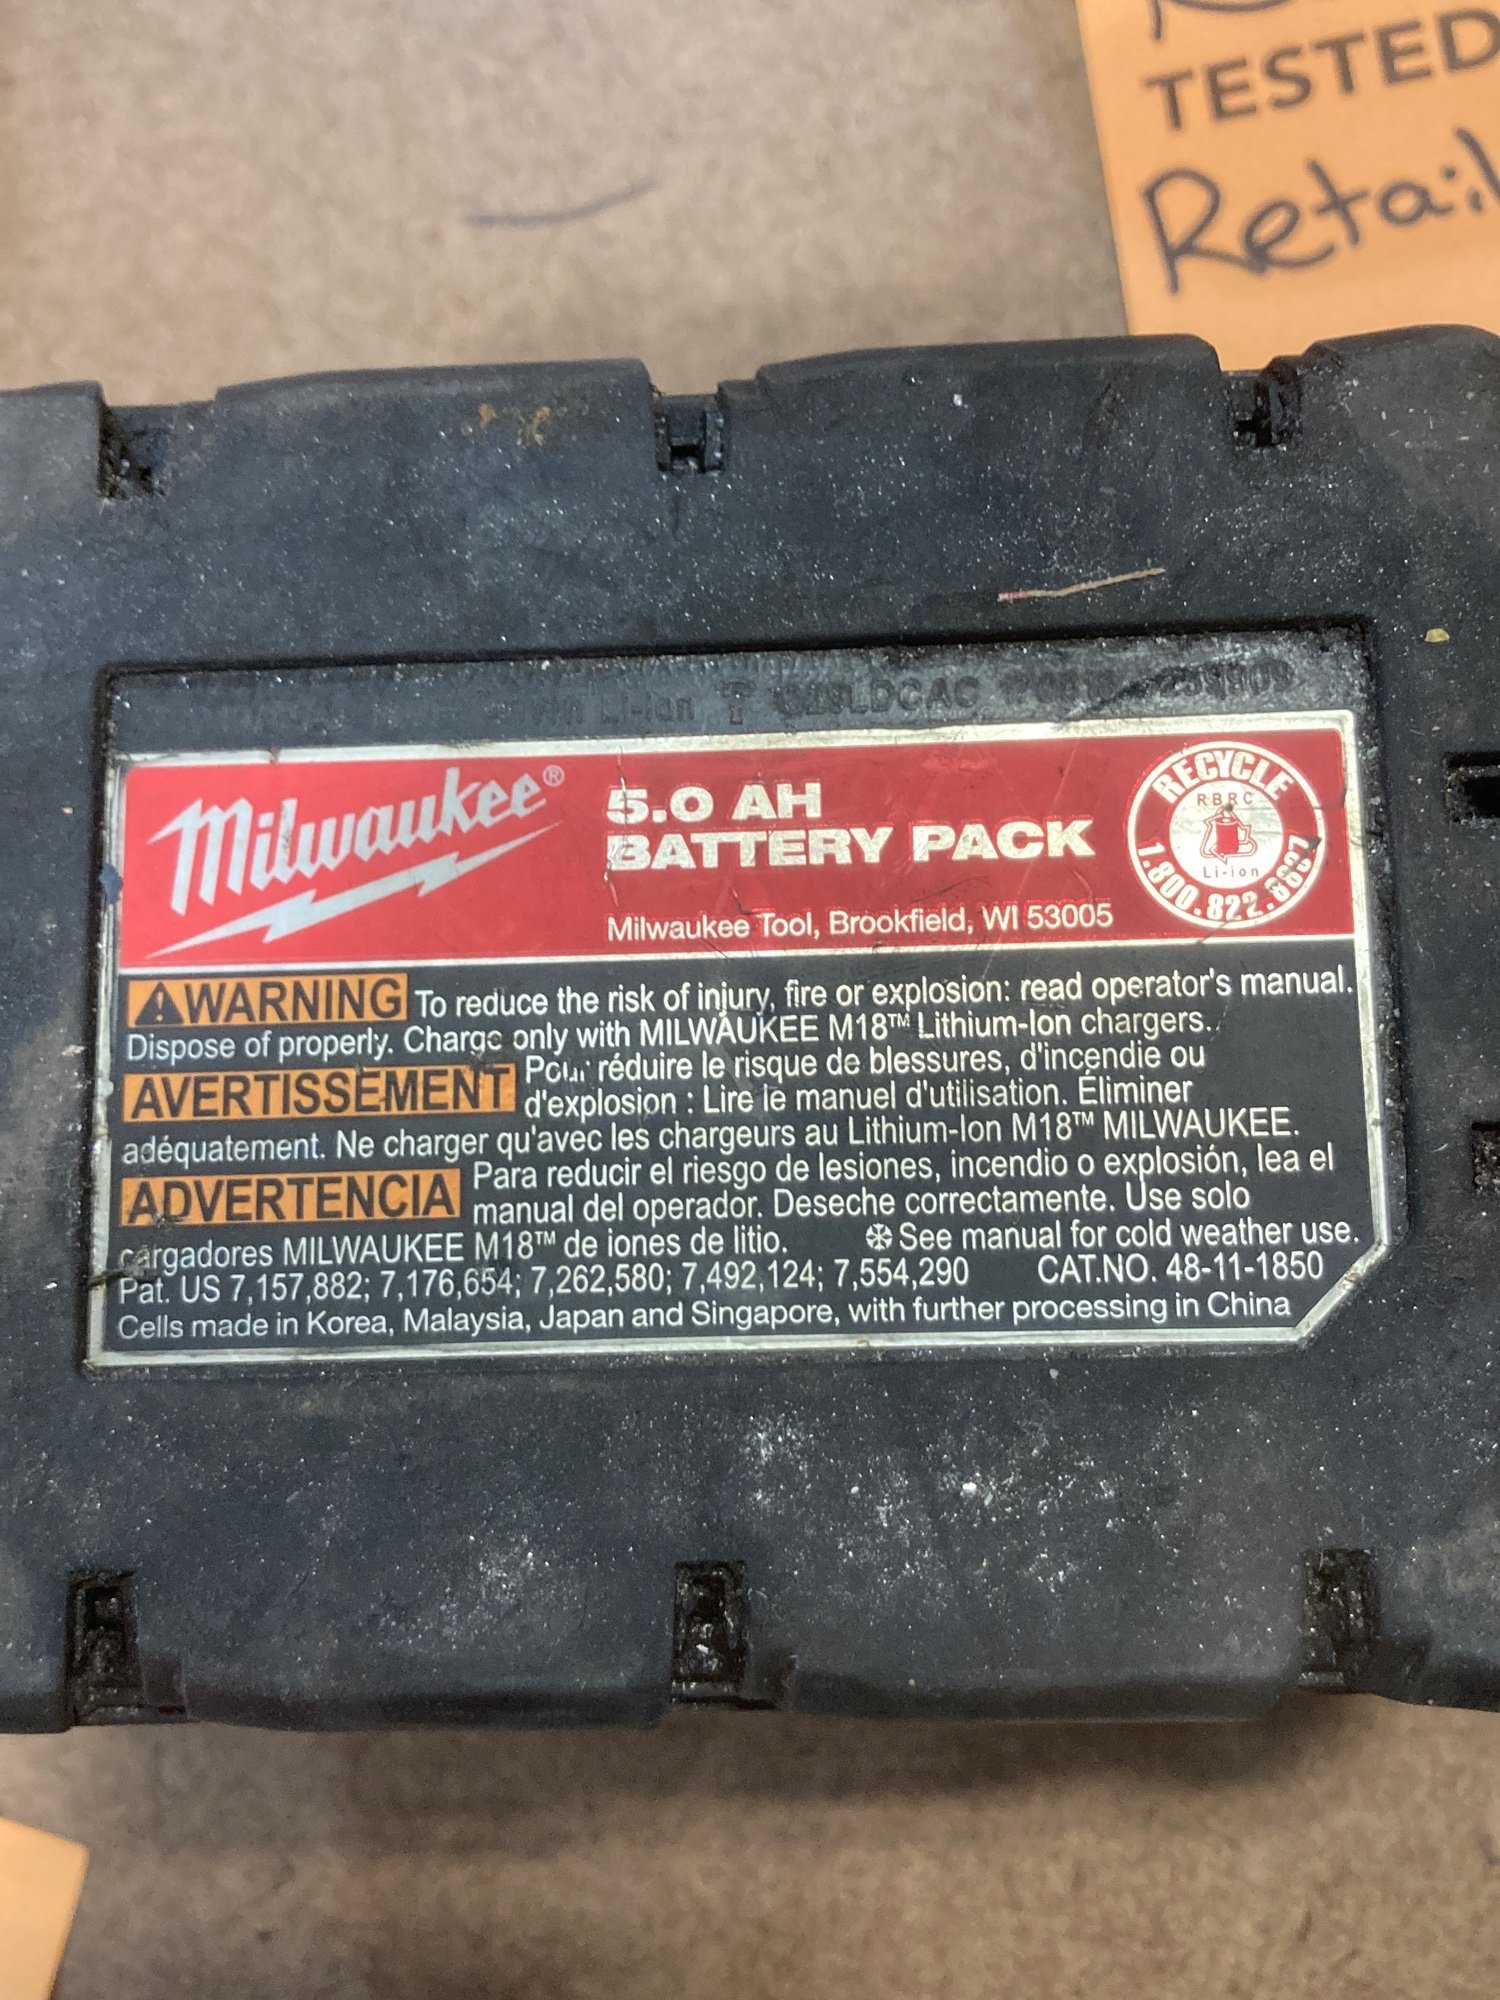 TESTED
Retail
Li-Ion
Milwaukee®
5.0 AH
BATTERY PACK
Milwaukee Tool, Brookfield, WI 53005
RECYCLE
RBRC
Li-ion
1.800.822.8837
⚠WARNING To reduce the risk of injury, fire or explosion: read operator's manual.
Dispose of properly. Charge only with MILWAUKEE M18™ Lithium-Ion chargers.
AVERTISSEMENT Pour réduire le risque de blessures, d'incendie ou
d'explosion : Lire le manuel d'utilisation. Éliminer
adéquatement. Ne charger qu'avec les chargeurs au Lithium-Ion M18™ MILWAUKEE.
ADVERTENCIA Para reducir el riesgo de lesiones, incendio o explosión, lea el
manual del operador. Deseche correctamente. Use solo
cargadores MILWAUKEE M18™ de iones de litio. ❄See manual for cold weather use.
Pat. US 7,157,882; 7,176,654; 7,262,580; 7,492,124; 7,554,290 CAT.NO. 48-11-1850
Cells made in Korea, Malaysia, Japan and Singapore, with further processing in China